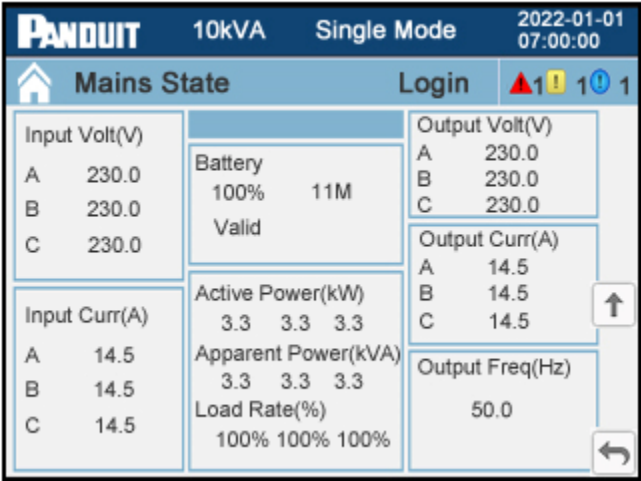 PANDUIT 10kVA Single Mode 2022-01-01
07:00:00
Mains State Login 1 1 1
Input Volt(V)
A 230.0
B 230.0
C 230.0
Input Curr(A)
A 14.5
B 14.5
C 14.5
Battery
100% 11M
Valid
Active Power(kW)
3.3 3.3 3.3
Apparent Power(kVA)
3.3 3.3 3.3
Load Rate(%)
100% 100% 100%
Output Volt(V)
A 230.0
B 230.0
C 230.0
Output Curr(A)
A 14.5
B 14.5
C 14.5
Output Freq(Hz)
50.0